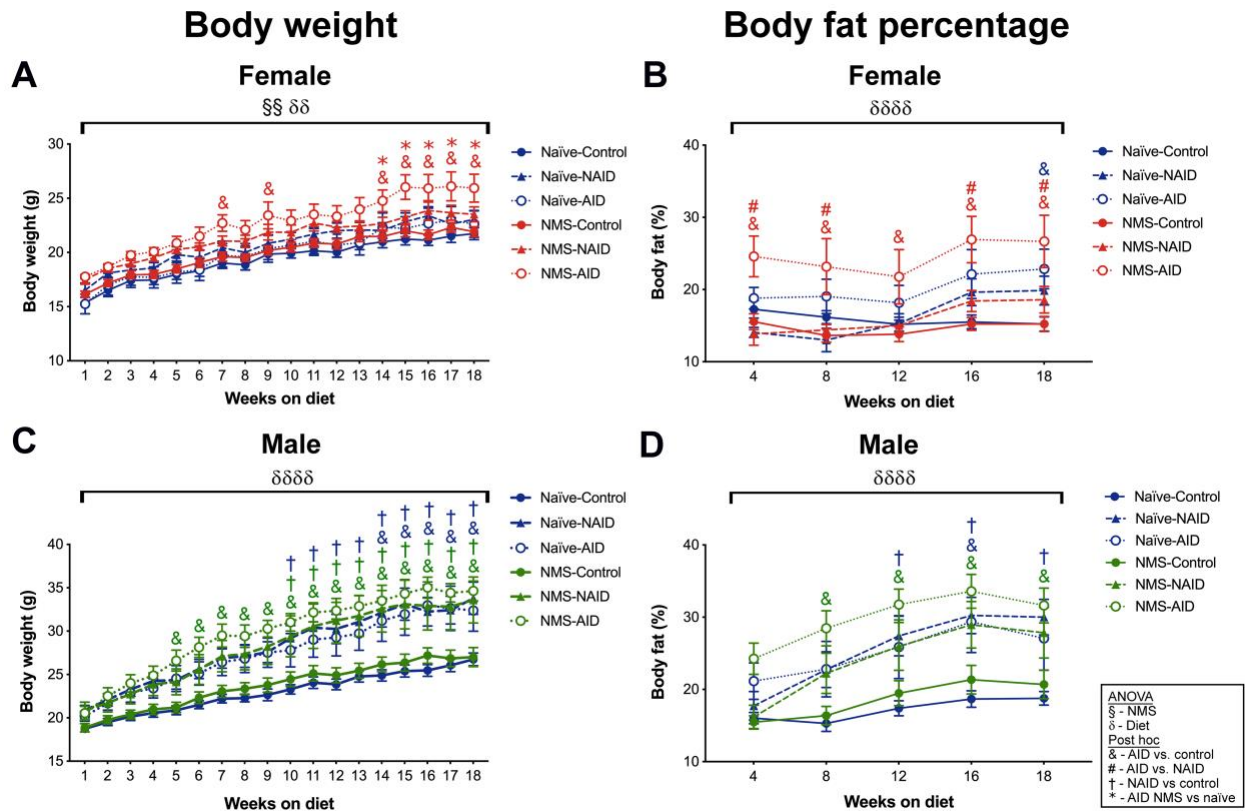 Body weight
Body fat percentage
A
Female
§§ δδ
30
25
20
15
10
Body weight (g)
* * * * *
& & & & & & &
1 2 3 4 5 6 7 8 9 10 11 12 13 14 15 16 17 18
Weeks on diet
Naïve-Control
Naïve-NAID
Naïve-AID
NMS-Control
NMS-NAID
NMS-AID
B
Female
δδδδ
40
30
20
10
Body fat (%)
&
# # # #
& & & & &
4 8 12 16 18
Weeks on diet
Naïve-Control
Naïve-NAID
Naïve-AID
NMS-Control
NMS-NAID
NMS-AID
C
Male
δδδδ
40
35
30
25
20
15
Body weight (g)
† † † † † † † † †
& & & & &
† † † † † † † † †
& & & & & & & & & & & & &
1 2 3 4 5 6 7 8 9 10 11 12 13 14 15 16 17 18
Weeks on diet
Naïve-Control
Naïve-NAID
Naïve-AID
NMS-Control
NMS-NAID
NMS-AID
D
Male
δδδδ
40
30
20
10
Body fat (%)
† † †
&
& & & &
4 8 12 16 18
Weeks on diet
Naïve-Control
Naïve-NAID
Naïve-AID
NMS-Control
NMS-NAID
NMS-AID
ANOVA
§ - NMS
δ - Diet
Post hoc
& - AID vs. control
# - AID vs. NAID
† - NAID vs control
* - AID NMS vs naïve